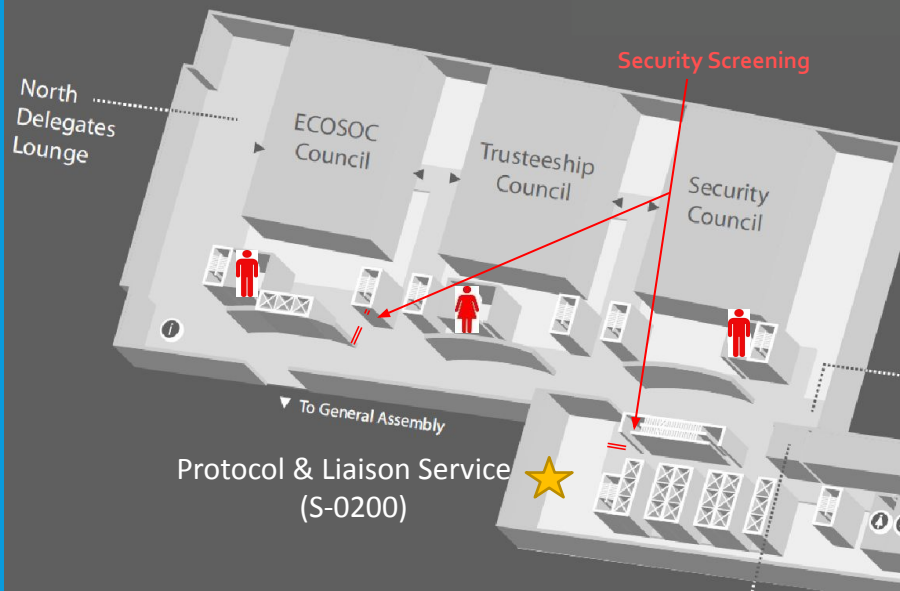 Security Screening
North
Delegates
Lounge
ECOSOC
Council
Trusteeship
Council
Security
Council
i
To General Assembly
Protocol & Liaison Service
(S-0200)